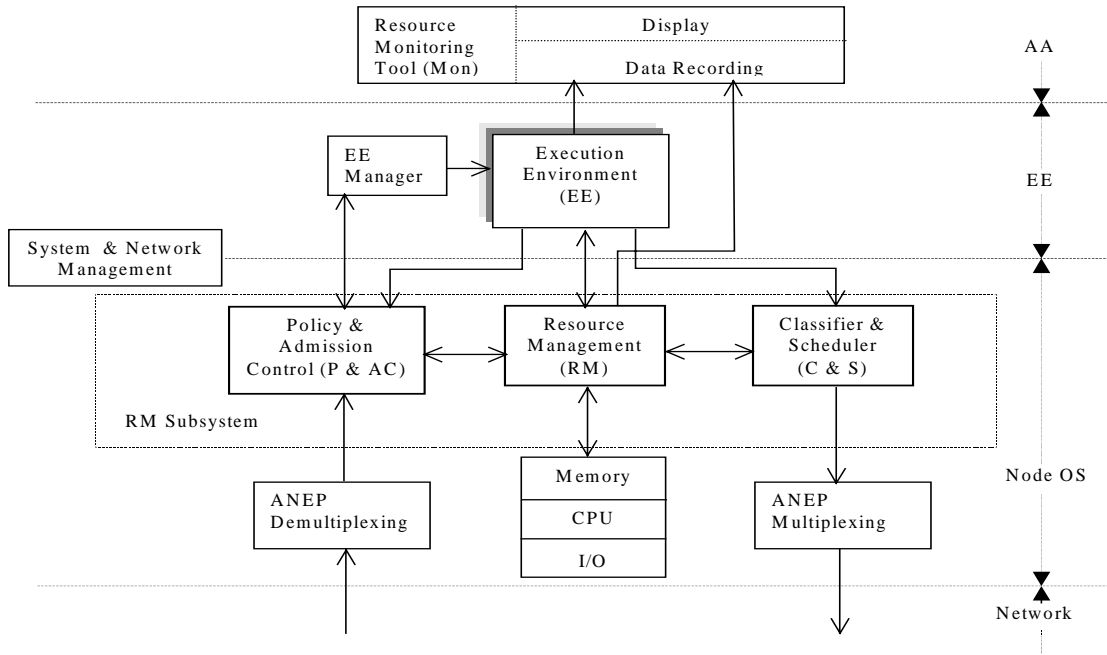 Resource
Monitoring
Tool (Mon)
Display
Data Recording
AA
EE
Manager
Execution
Environment
(EE)
EE
System & Network
Management
Policy &
Admission
Control (P & AC)
Resource
Management
(RM)
Classifier &
Scheduler
(C & S)
RM Subsystem
Node OS
ANEP
Demultiplexing
Memory
CPU
I/O
ANEP
Multiplexing
Network